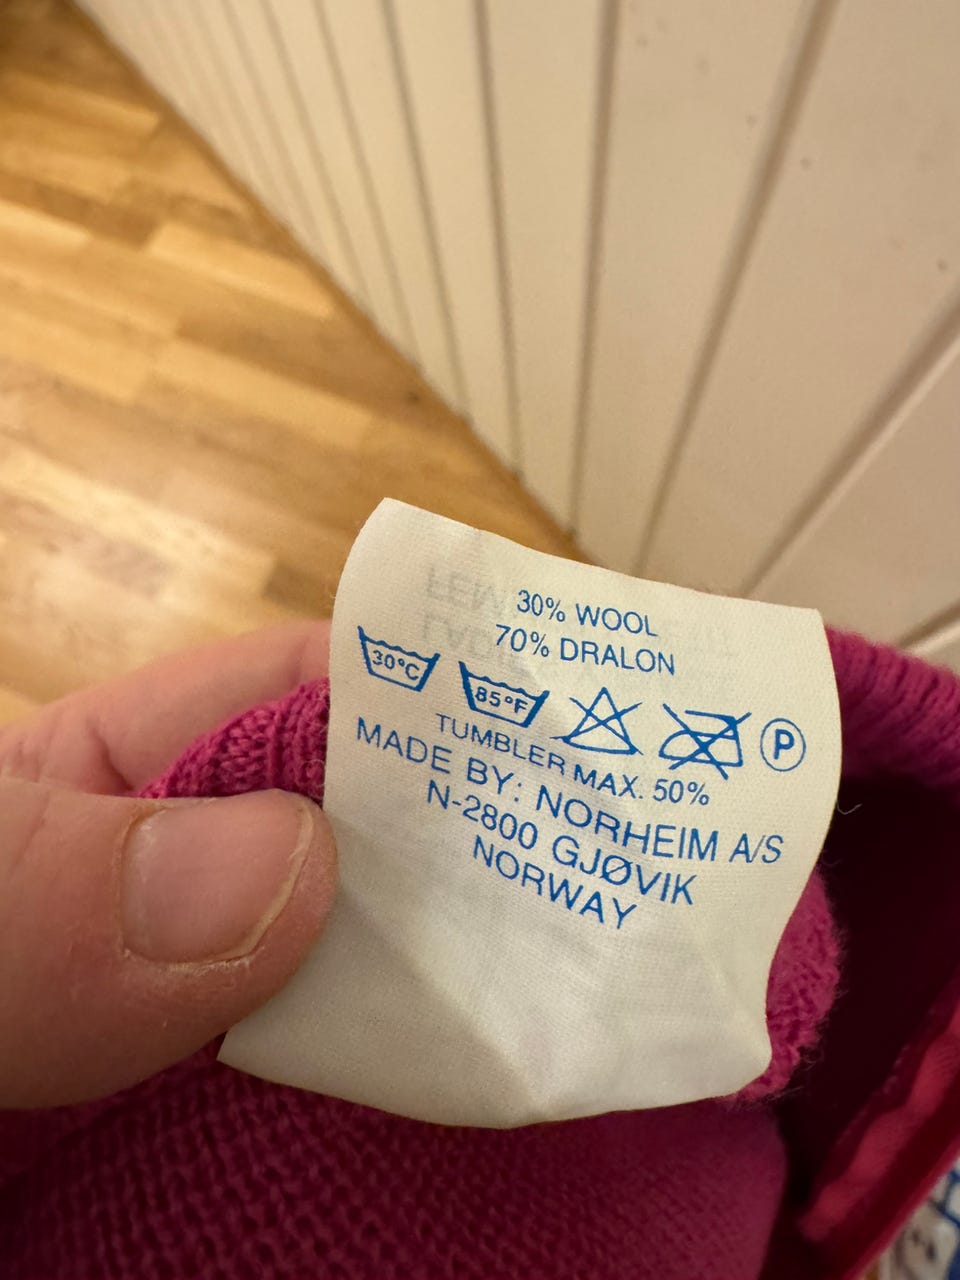 30% WOOL
70% DRALON
30°C 85°F P
TUMBLER MAX. 50%
MADE BY: NORHEIM A/S
N-2800 GJØVIK
NORWAY